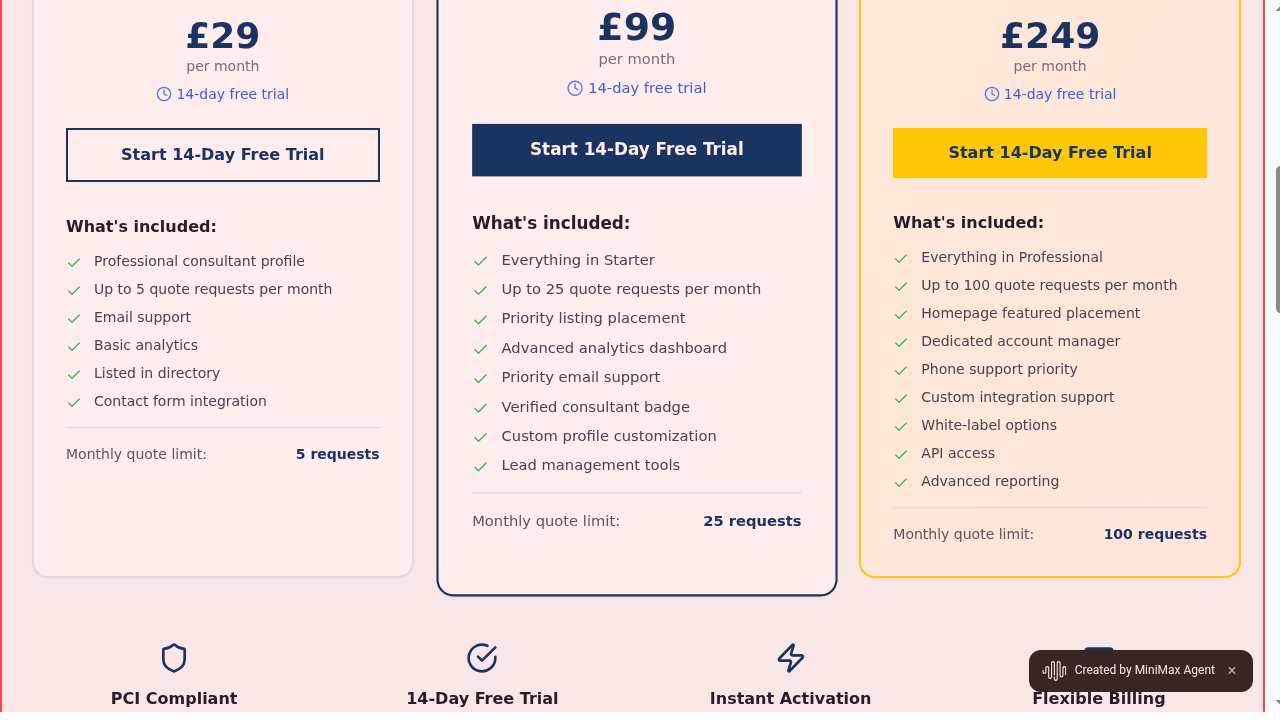 £29
per month
14-day free trial
Start 14-Day Free Trial
What's included:
Professional consultant profile
Up to 5 quote requests per month
Email support
Basic analytics
Listed in directory
Contact form integration
Monthly quote limit: 5 requests
£99
per month
14-day free trial
Start 14-Day Free Trial
What's included:
Everything in Starter
Up to 25 quote requests per month
Priority listing placement
Advanced analytics dashboard
Priority email support
Verified consultant badge
Custom profile customization
Lead management tools
Monthly quote limit: 25 requests
£249
per month
14-day free trial
Start 14-Day Free Trial
What's included:
Everything in Professional
Up to 100 quote requests per month
Homepage featured placement
Dedicated account manager
Phone support priority
Custom integration support
White-label options
API access
Advanced reporting
Monthly quote limit: 100 requests
PCI Compliant
14-Day Free Trial
Instant Activation
Flexible Billing
Created by MiniMax Agent ×